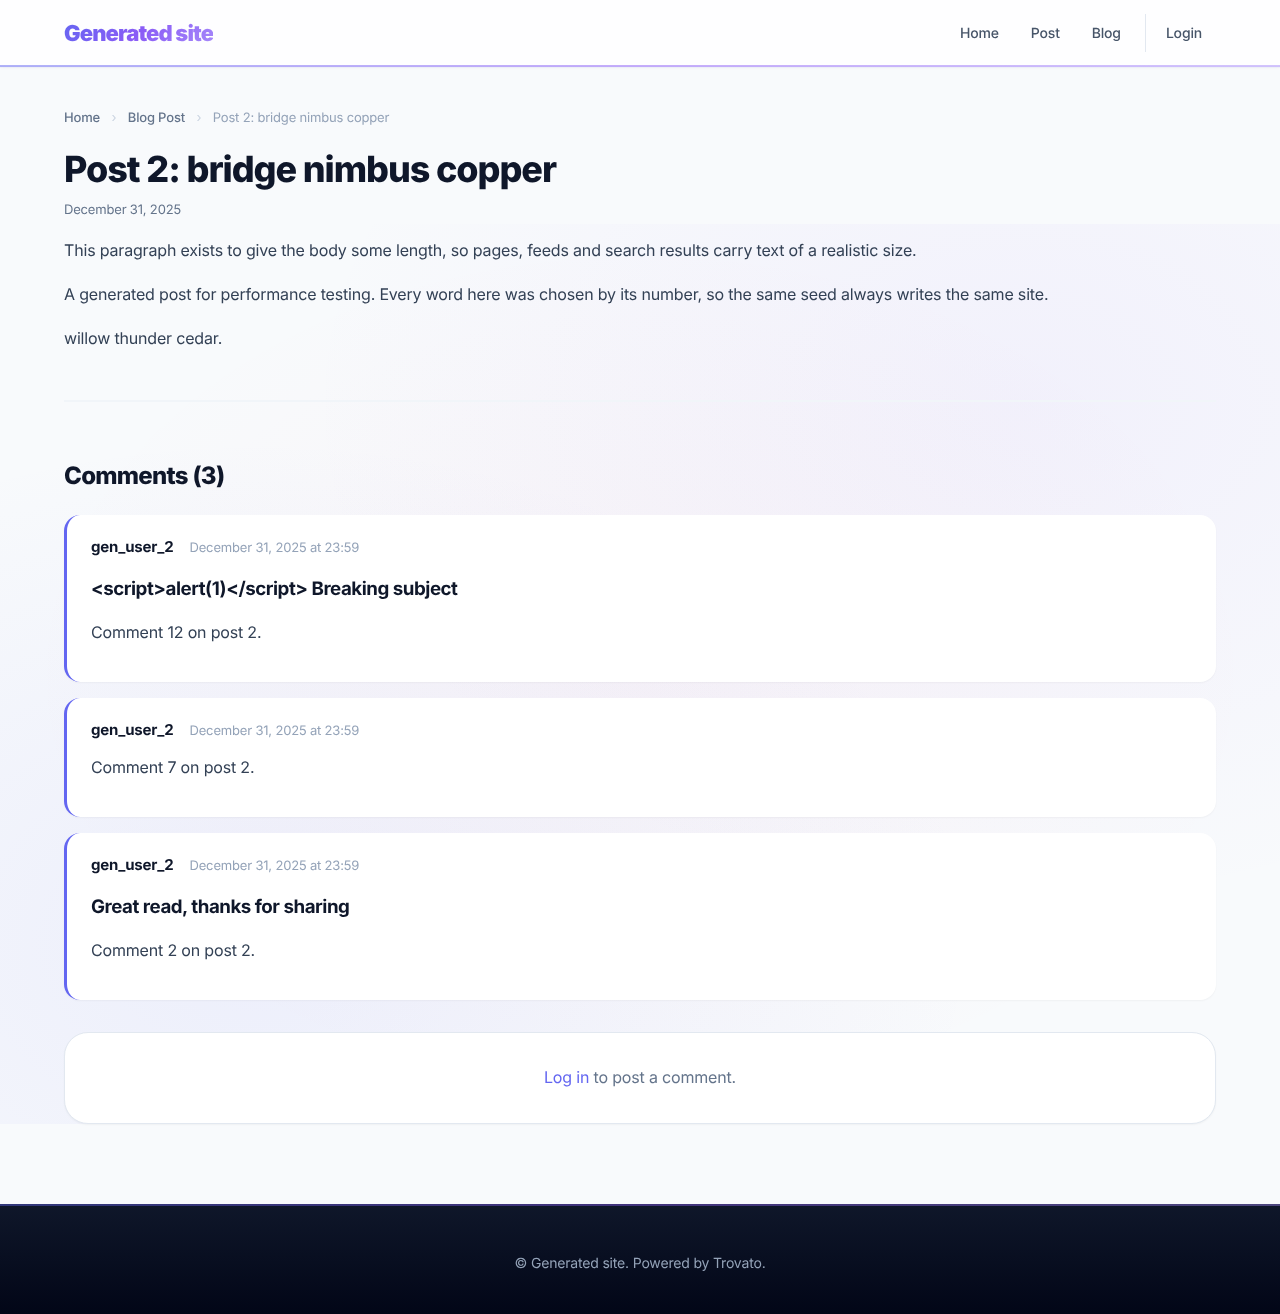 Generated site
Home
Post
Blog
Login
Home › Blog Post › Post 2: bridge nimbus copper
Post 2: bridge nimbus copper
December 31, 2025
This paragraph exists to give the body some length, so pages, feeds and search results carry text of a realistic size.
A generated post for performance testing. Every word here was chosen by its number, so the same seed always writes the same site.
willow thunder cedar.
Comments (3)
gen_user_2 December 31, 2025 at 23:59
<script>alert(1)</script> Breaking subject
Comment 12 on post 2.
gen_user_2 December 31, 2025 at 23:59
Comment 7 on post 2.
gen_user_2 December 31, 2025 at 23:59
Great read, thanks for sharing
Comment 2 on post 2.
Log in to post a comment.
© Generated site. Powered by Trovato.